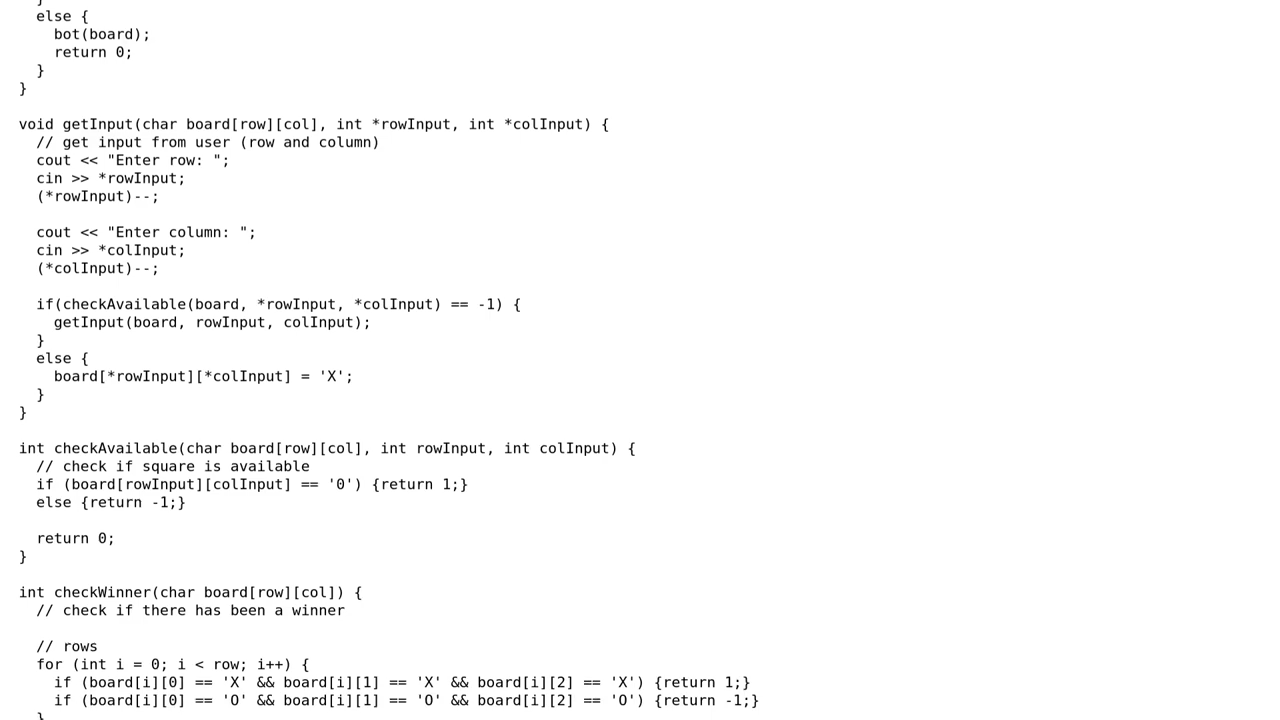 }
  else {
    bot(board);
    return 0;
  }
}

void getInput(char board[row][col], int *rowInput, int *colInput) {
  // get input from user (row and column)
  cout << "Enter row: ";
  cin >> *rowInput;
  (*rowInput)--;

  cout << "Enter column: ";
  cin >> *colInput;
  (*colInput)--;

  if(checkAvailable(board, *rowInput, *colInput) == -1) {
    getInput(board, rowInput, colInput);
  }
  else {
    board[*rowInput][*colInput] = 'X';
  }
}

int checkAvailable(char board[row][col], int rowInput, int colInput) {
  // check if square is available
  if (board[rowInput][colInput] == '0') {return 1;}
  else {return -1;}

  return 0;
}

int checkWinner(char board[row][col]) {
  // check if there has been a winner

  // rows
  for (int i = 0; i < row; i++) {
    if (board[i][0] == 'X' && board[i][1] == 'X' && board[i][2] == 'X') {return 1;}
    if (board[i][0] == 'O' && board[i][1] == 'O' && board[i][2] == 'O') {return -1;}
  }